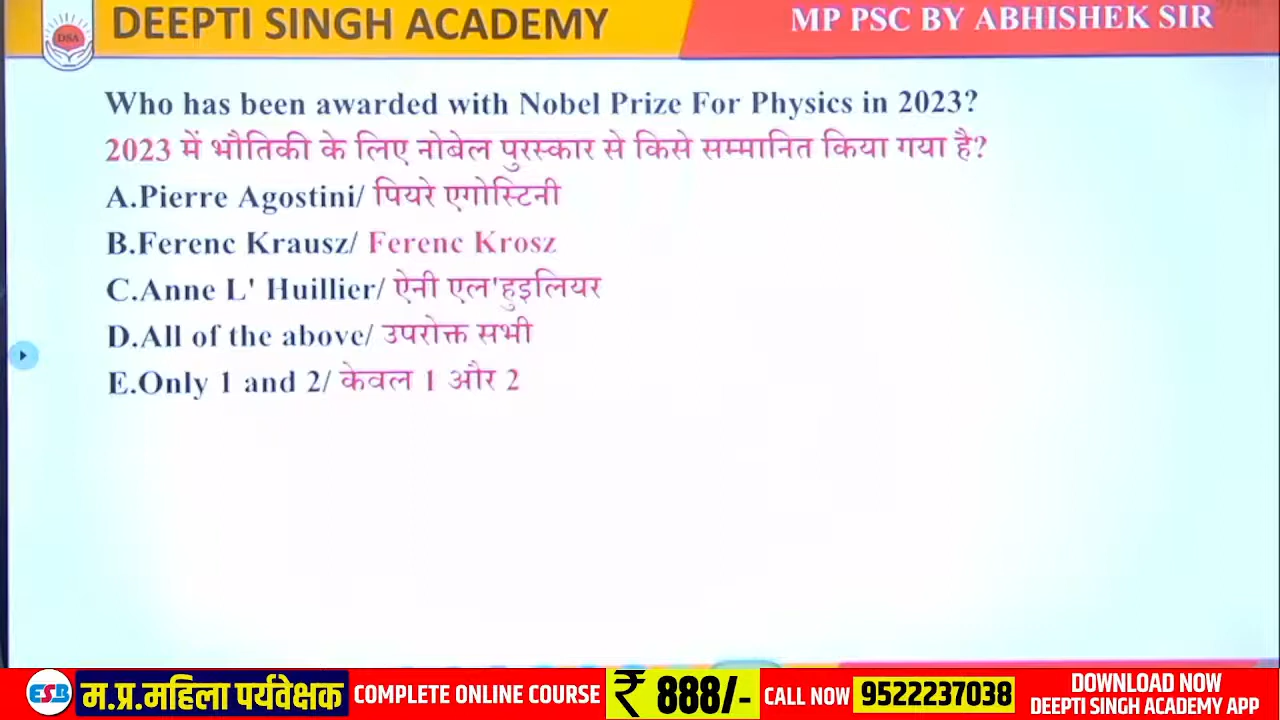 DSA
DEEPTI SINGH ACADEMY
MP PSC BY ABHISHEK SIR
Who has been awarded with Nobel Prize For Physics in 2023?
2023 में भौतिकी के लिए नोबेल पुरस्कार से किसे सम्मानित किया गया है?
A.Pierre Agostini/ पियरे एगोस्टिनी
B.Ferenc Krausz/ Ferenc Krosz
C.Anne L' Huillier/ ऐनी एल'हुइलियर
D.All of the above/ उपरोक्त सभी
E.Only 1 and 2/ केवल 1 और 2
ESB म.प्र.महिला पर्यवेक्षक COMPLETE ONLINE COURSE ₹ 888/- CALL NOW 9522237038
DOWNLOAD NOW
DEEPTI SINGH ACADEMY APP